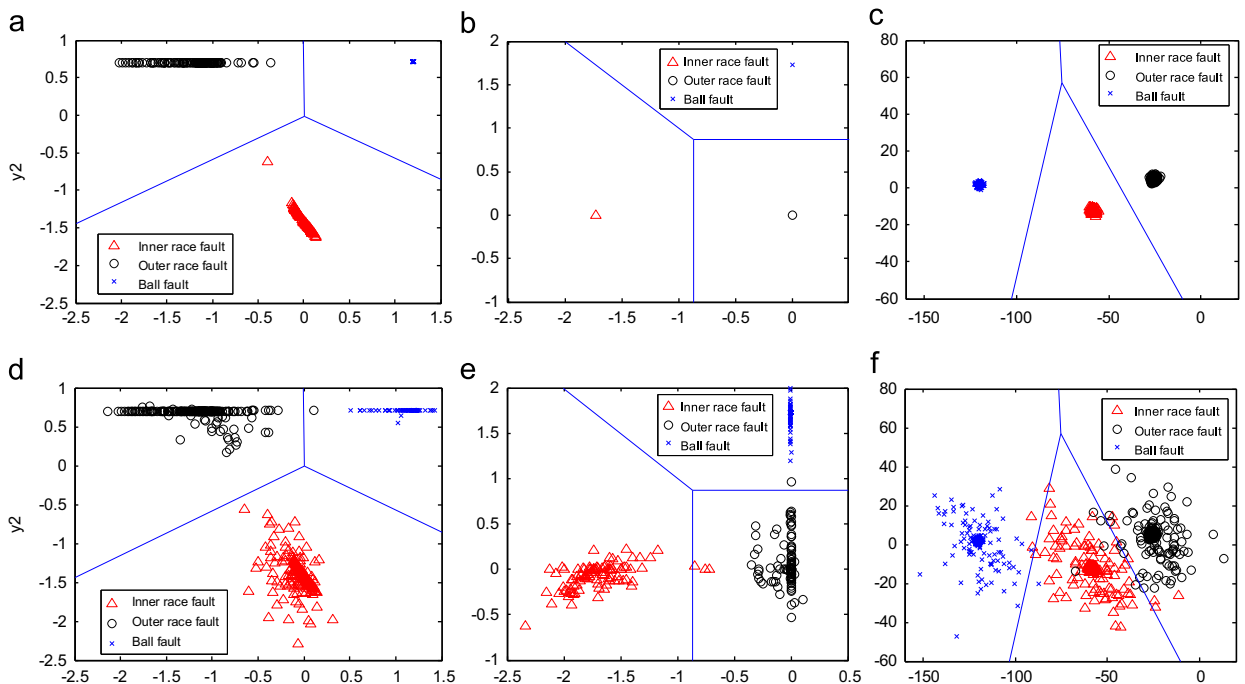 a
1
0.5
0
-1
-1
-1.5
-2
-2.5
y2
Inner race fault
Outer race fault
Ball fault
-2.5 -2 -1.5 -1 -0.5 0 0.5 1 1.5
b
2
1.5
1
0.5
0
-0.5
-1
Inner race fault
Outer race fault
Ball fault
-2.5 -2 -1.5 -1 -0.5 0 0.5
c
80
60
40
20
0
-20
-40
60
Inner race fault
Outer race fault
Ball fault
-150 -100 -50 0
d
1
0.5
0
-0.5
-1
-1.5
-2
-2.5
y2
Inner race fault
Outer race fault
Ball fault
-2.5 -2 -1.5 -1 -0.5 0 0.5 1 1.5
e
2
1.5
1
0.5
0
-0.5
-1
Inner race fault
Outer race fault
Ball fault
-2.5 -2 -1.5 -1 -0.5 0 0.5
f
80
60
40
20
0
-20
-40
60
Inner race fault
Outer race fault
Ball fault
-150 -100 -50 0